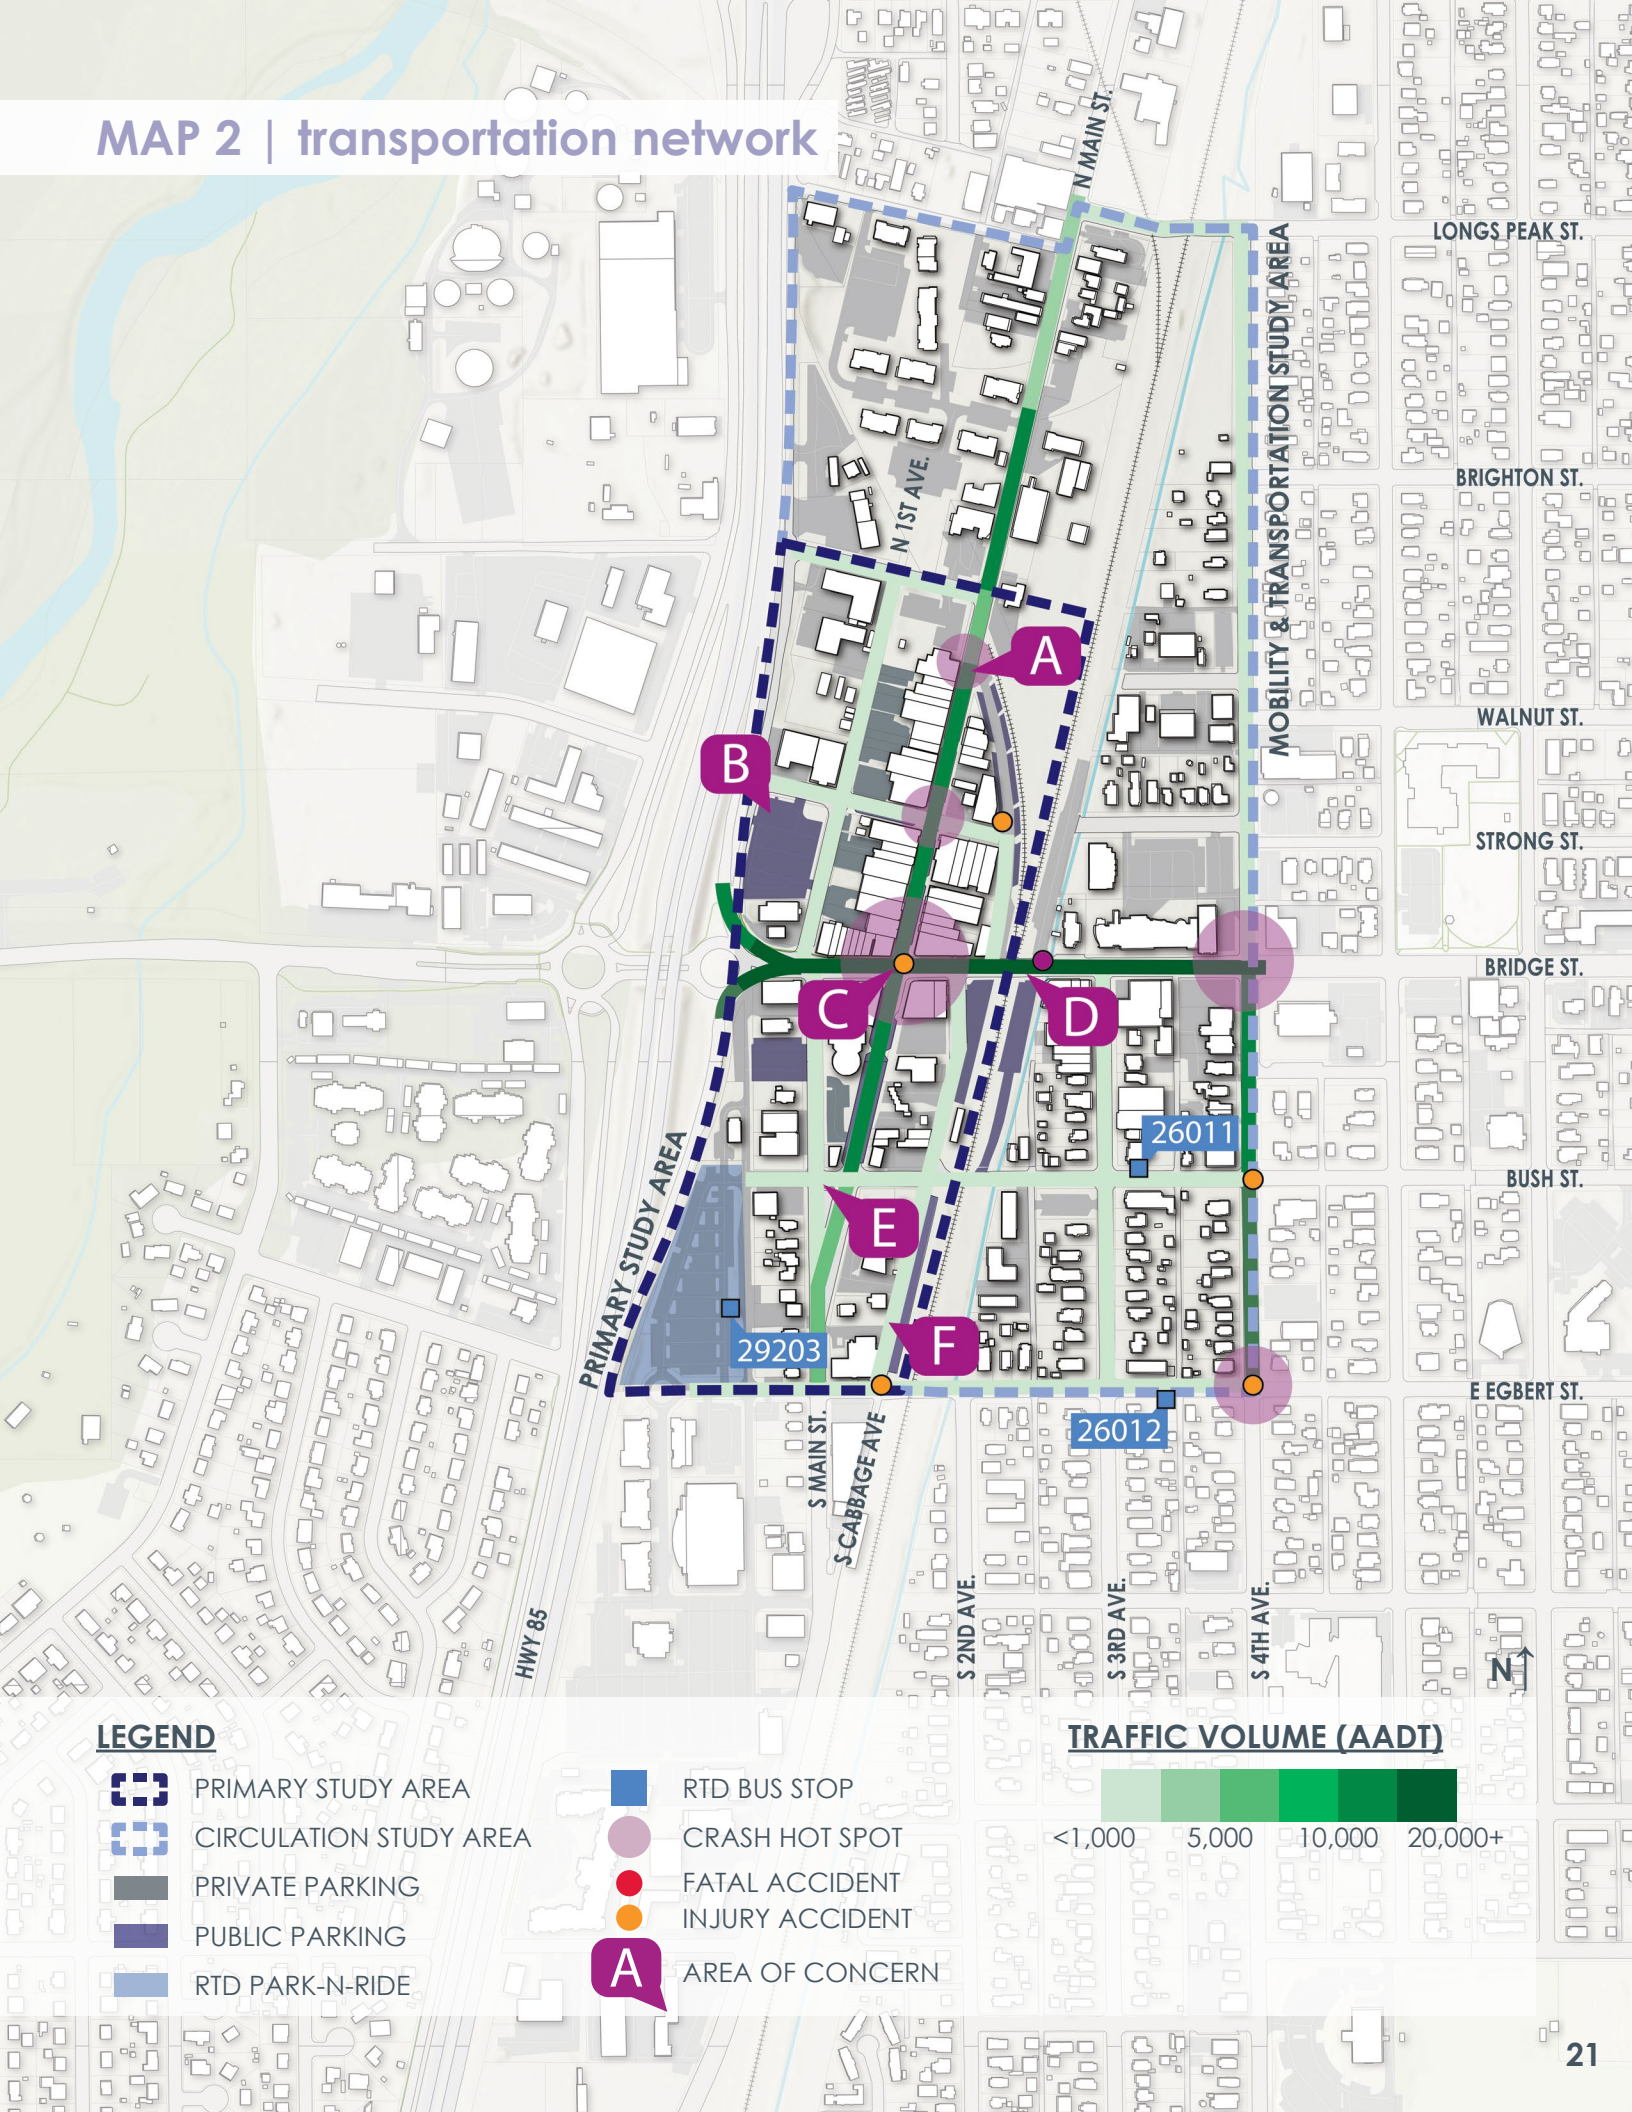 MAP 2 | transportation network
N MAIN ST.
LONGS PEAK ST.
MOBILITY & TRANSPORTATION STUDY AREA
BRIGHTON ST.
N 1ST AVE.
A
WALNUT ST.
B
STRONG ST.
BRIDGE ST.
C
D
26011
BUSH ST.
PRIMARY STUDY AREA
E
29203
F
E EGBERT ST.
26012
S MAIN ST.
S CABBAGE AVE
HWY 85
S 2ND AVE.
S 3RD AVE.
S 4TH AVE.
N
LEGEND
PRIMARY STUDY AREA
CIRCULATION STUDY AREA
PRIVATE PARKING
PUBLIC PARKING
RTD PARK-N-RIDE
RTD BUS STOP
CRASH HOT SPOT
FATAL ACCIDENT
INJURY ACCIDENT
A
AREA OF CONCERN
TRAFFIC VOLUME (AADT)
<1,000 5,000 10,000 20,000+
21